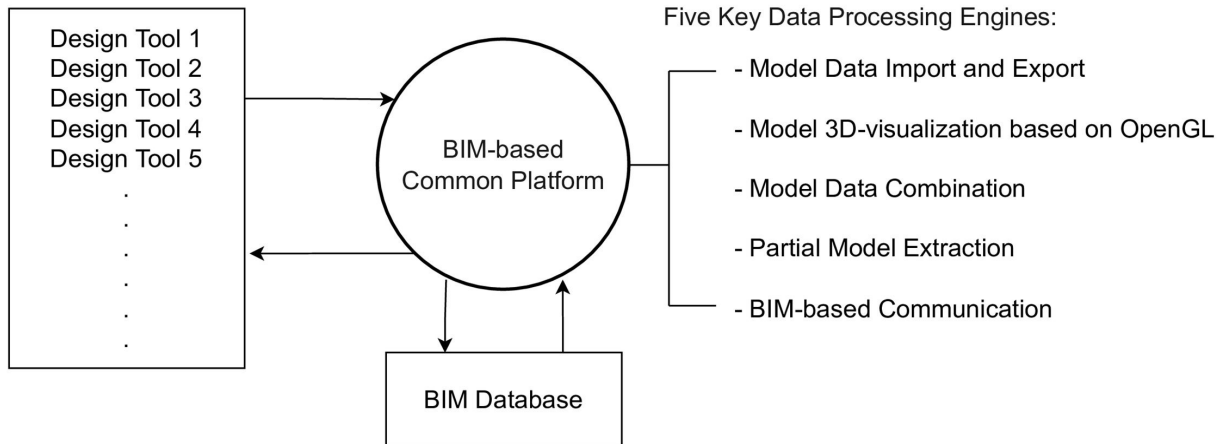 Design Tool 1
Design Tool 2
Design Tool 3
Design Tool 4
Design Tool 5
.
.
.
.
.
.
BIM-based
Common Platform
BIM Database
Five Key Data Processing Engines:
- Model Data Import and Export
- Model 3D-visualization based on OpenGL
- Model Data Combination
- Partial Model Extraction
- BIM-based Communication